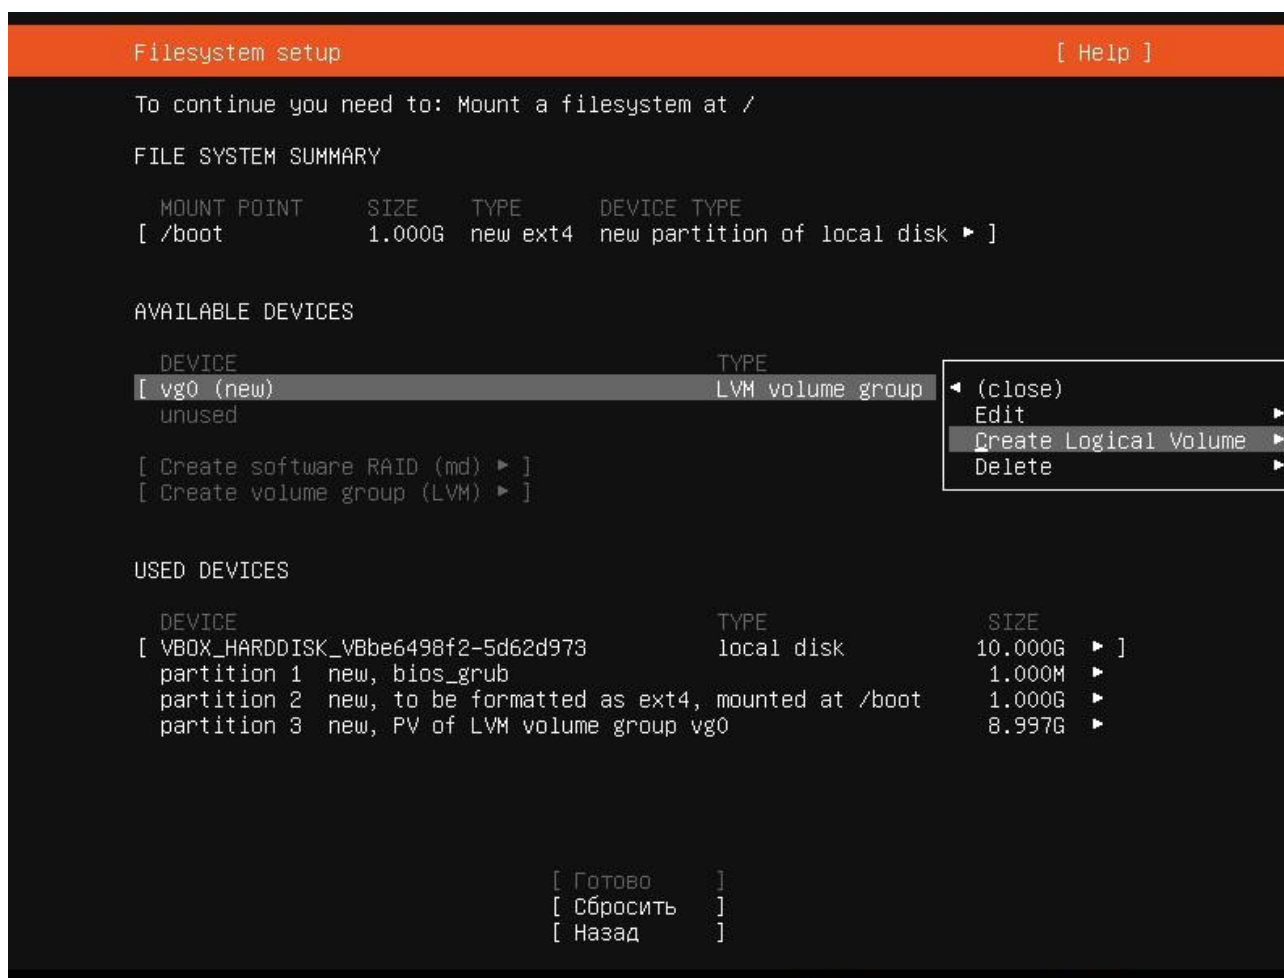 Filesystem setup [ Help ]
To continue you need to: Mount a filesystem at /
FILE SYSTEM SUMMARY
MOUNT POINT SIZE TYPE DEVICE TYPE
[ /boot 1.000G new ext4 new partition of local disk ▸ ]
AVAILABLE DEVICES
DEVICE TYPE
[ vg0 (new) LVM volume group ◂ (close)
unused Edit ▸
Create Logical Volume ▸
[ Create software RAID (md) ▸ ] Delete ▸
[ Create volume group (LVM) ▸ ]
USED DEVICES
DEVICE TYPE SIZE
[ VBOX_HARDDISK_VBbe6498f2-5d62d973 local disk 10.000G ▸ ]
partition 1 new, bios_grub 1.000M ▸
partition 2 new, to be formatted as ext4, mounted at /boot 1.000G ▸
partition 3 new, PV of LVM volume group vg0 8.997G ▸
[ Готово ]
[ Сбросить ]
[ Назад ]